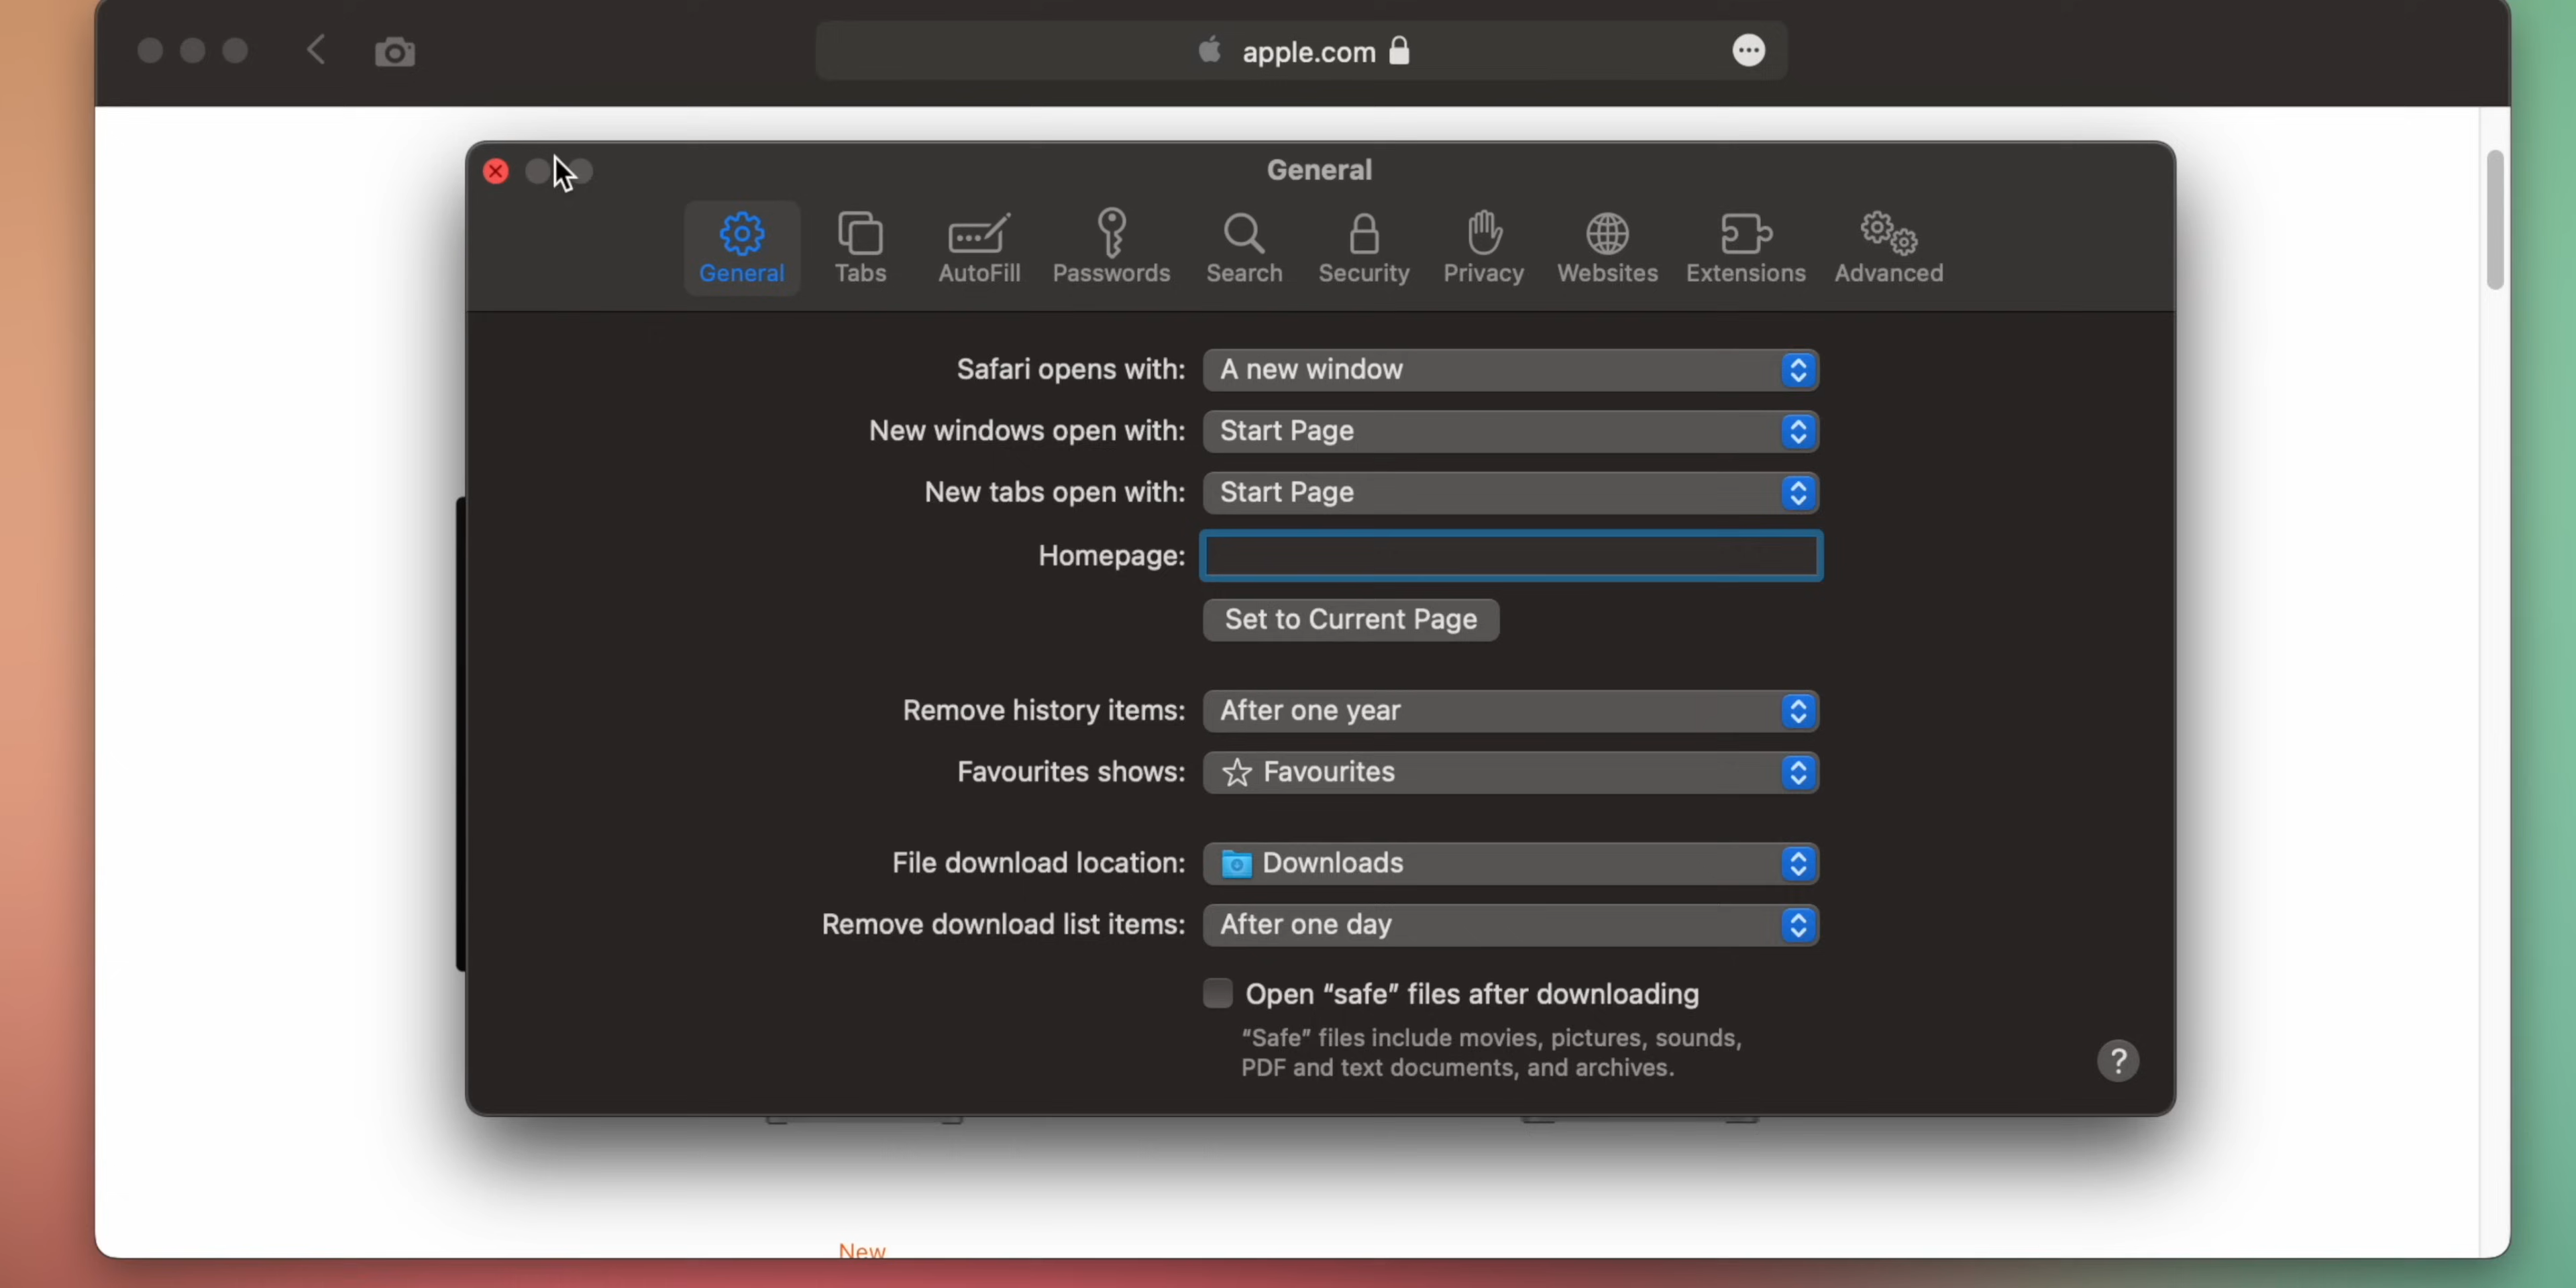 apple.com
General
General Tabs AutoFill Passwords Search Security Privacy Websites Extensions Advanced
Safari opens with: A new window
New windows open with: Start Page
New tabs open with: Start Page
Homepage:
Set to Current Page
Remove history items: After one year
Favourites shows: Favourites
File download location: Downloads
Remove download list items: After one day
Open “safe” files after downloading
“Safe” files include movies, pictures, sounds,
PDF and text documents, and archives.
?
New